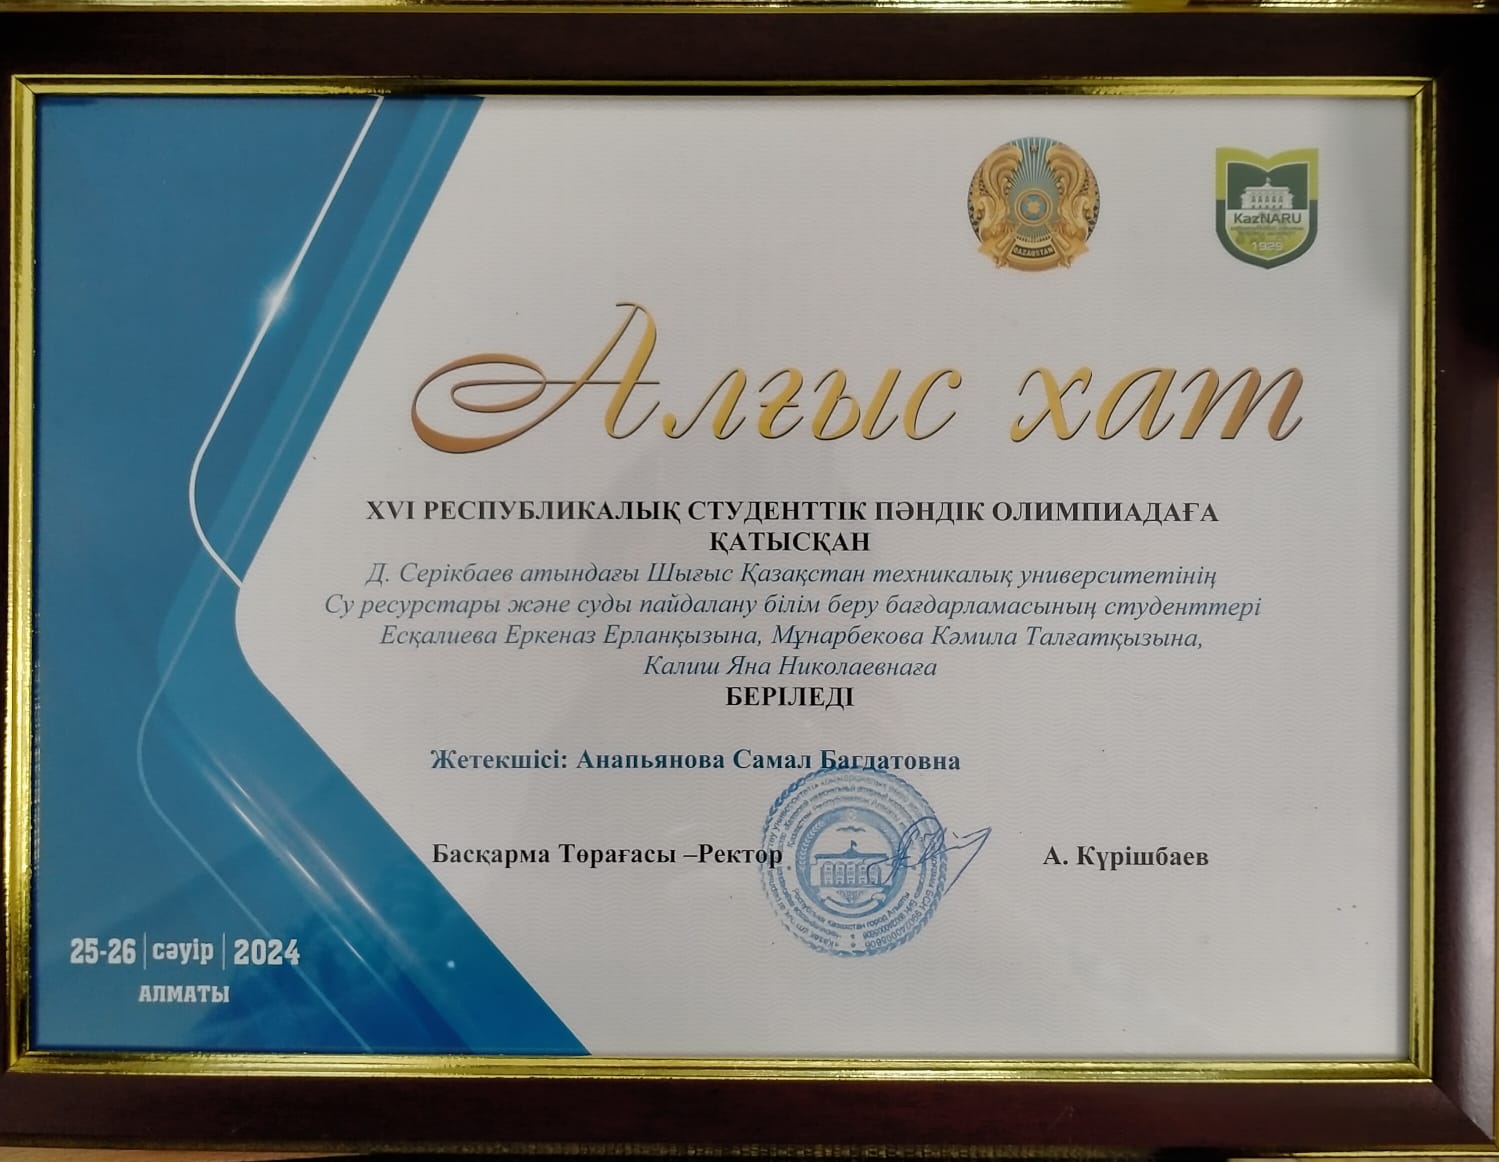 QAZAQSTAN
KazNARU
1929
Алғыс хат
XVI РЕСПУБЛИКАЛЫҚ СТУДЕНТТІК ПӘНДІК ОЛИМПИАДАҒА
ҚАТЫСҚАН
Д. Серікбаев атындағы Шығыс Қазақстан техникалық университетінің
Су ресурстары және суды пайдалану білім беру бағдарламасының студенттері
Есқалиева Еркеназ Ерланқызына, Мұнарбекова Кәмила Талғатқызына,
Калиш Яна Николаевнаға
БЕРІЛЕДІ
Жетекшісі: Анапьянова Самал Багдатовна
Басқарма Төрағасы –Ректор
А. Күрішбаев
25-26 | сәуір | 2024
АЛМАТЫ